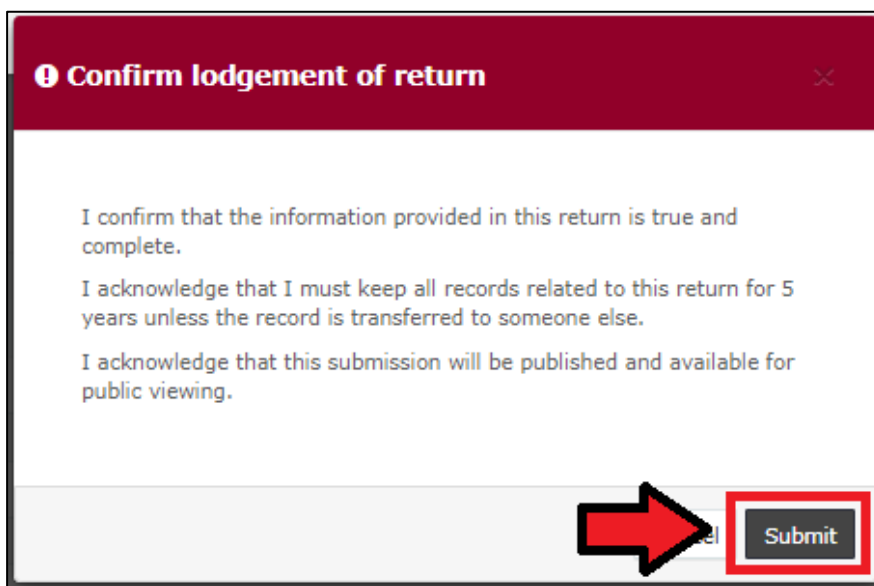 Confirm lodgement of return
I confirm that the information provided in this return is true and
complete.
I acknowledge that I must keep all records related to this return for 5
years unless the record is transferred to someone else.
I acknowledge that this submission will be published and available for
public viewing.
Submit